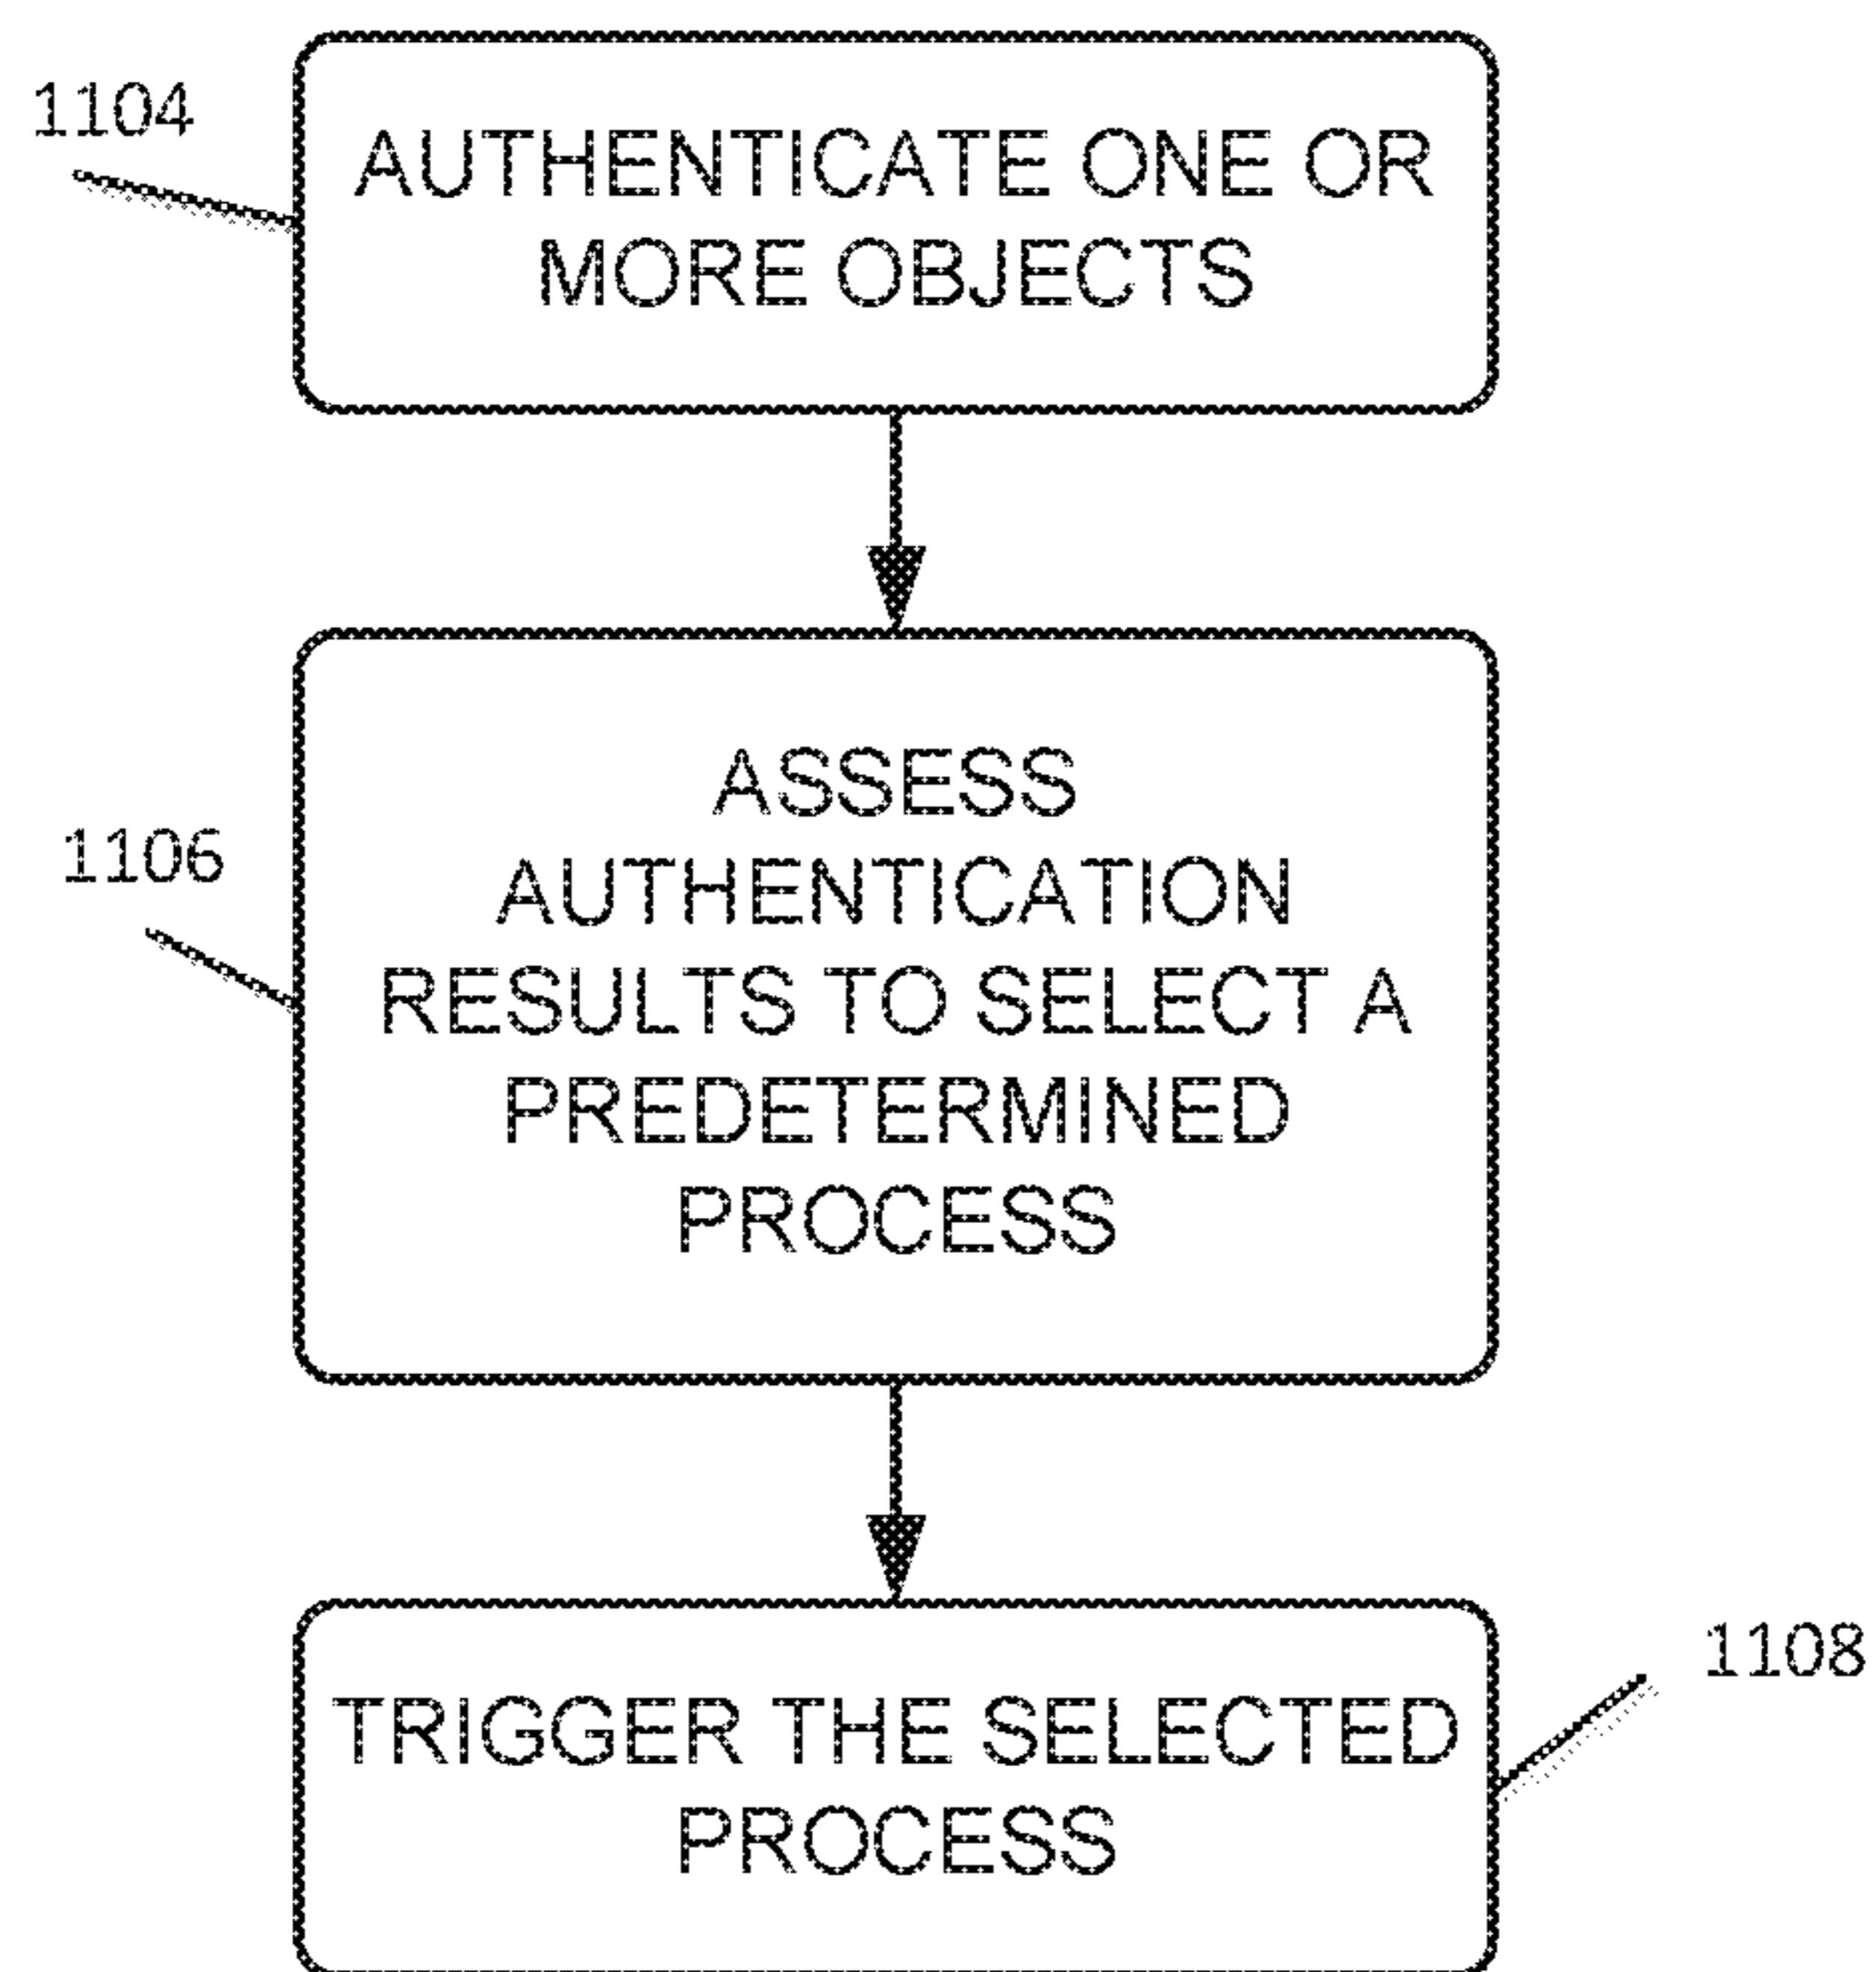 1104
AUTHENTICATE ONE OR
MORE OBJECTS
1106
ASSESS
AUTHENTICATION
RESULTS TO SELECT A
PREDETERMINED
PROCESS
1108
TRIGGER THE SELECTED
PROCESS